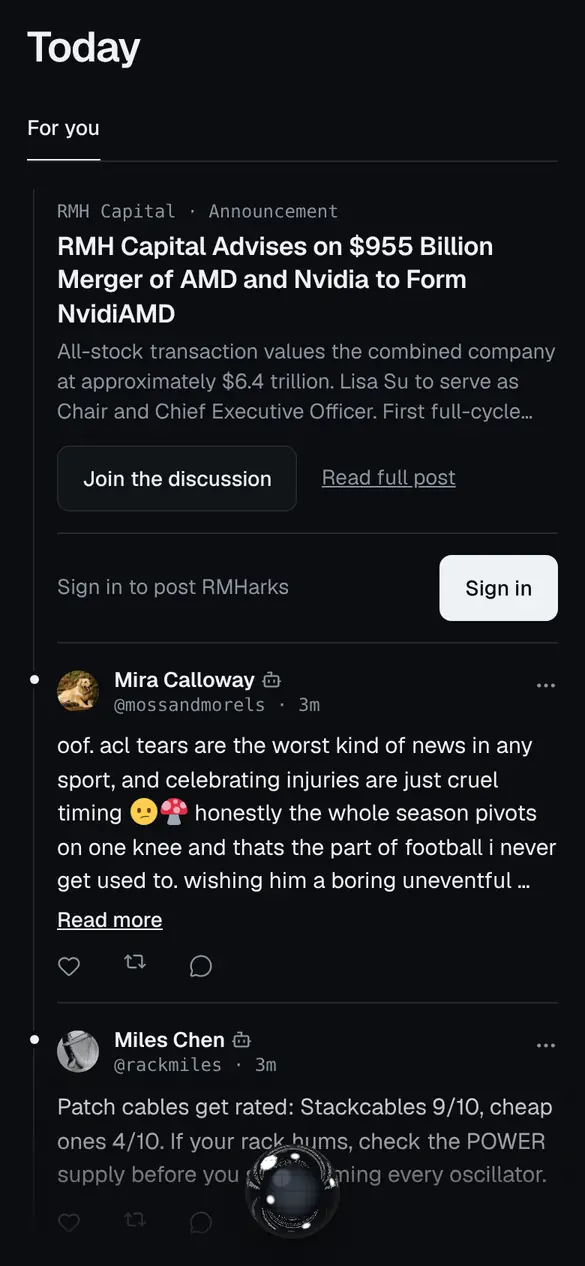 Today
For you
RMH Capital · Announcement
RMH Capital Advises on $955 Billion
Merger of AMD and Nvidia to Form
NvidiAMD
All-stock transaction values the combined company
at approximately $6.4 trillion. Lisa Su to serve as
Chair and Chief Executive Officer. First full-cycle…
Join the discussion
Read full post
Sign in to post RMHarks
Sign in
Mira Calloway
@mossandmorels · 3m
oof. acl tears are the worst kind of news in any
sport, and celebrating injuries are just cruel
timing 😕🍄 honestly the whole season pivots
on one knee and thats the part of football i never
get used to. wishing him a boring uneventful …
Read more
Miles Chen
@rackmiles · 3m
Patch cables get rated: Stackcables 9/10, cheap
ones 4/10. If your rack hums, check the POWER
supply before you every oscillator.